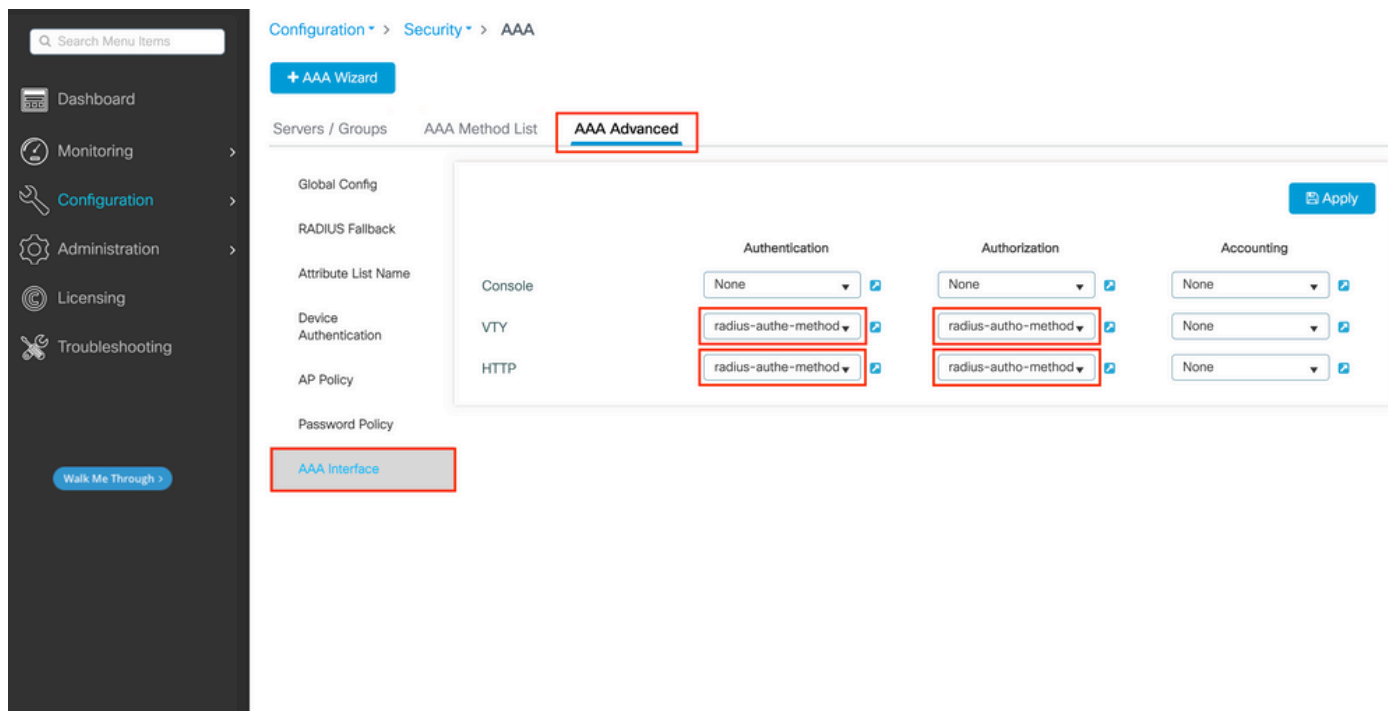 Search Menu Items
Dashboard
Monitoring
Configuration
Administration
Licensing
Troubleshooting
Walk Me Through >
Configuration > Security > AAA
+ AAA Wizard
Servers / Groups AAA Method List AAA Advanced
Global Config
RADIUS Fallback
Attribute List Name
Device
Authentication
AP Policy
Password Policy
AAA Interface
Apply
Authentication Authorization Accounting
Console None None None
VTY radius-authe-method radius-autho-method None
HTTP radius-authe-method radius-autho-method None